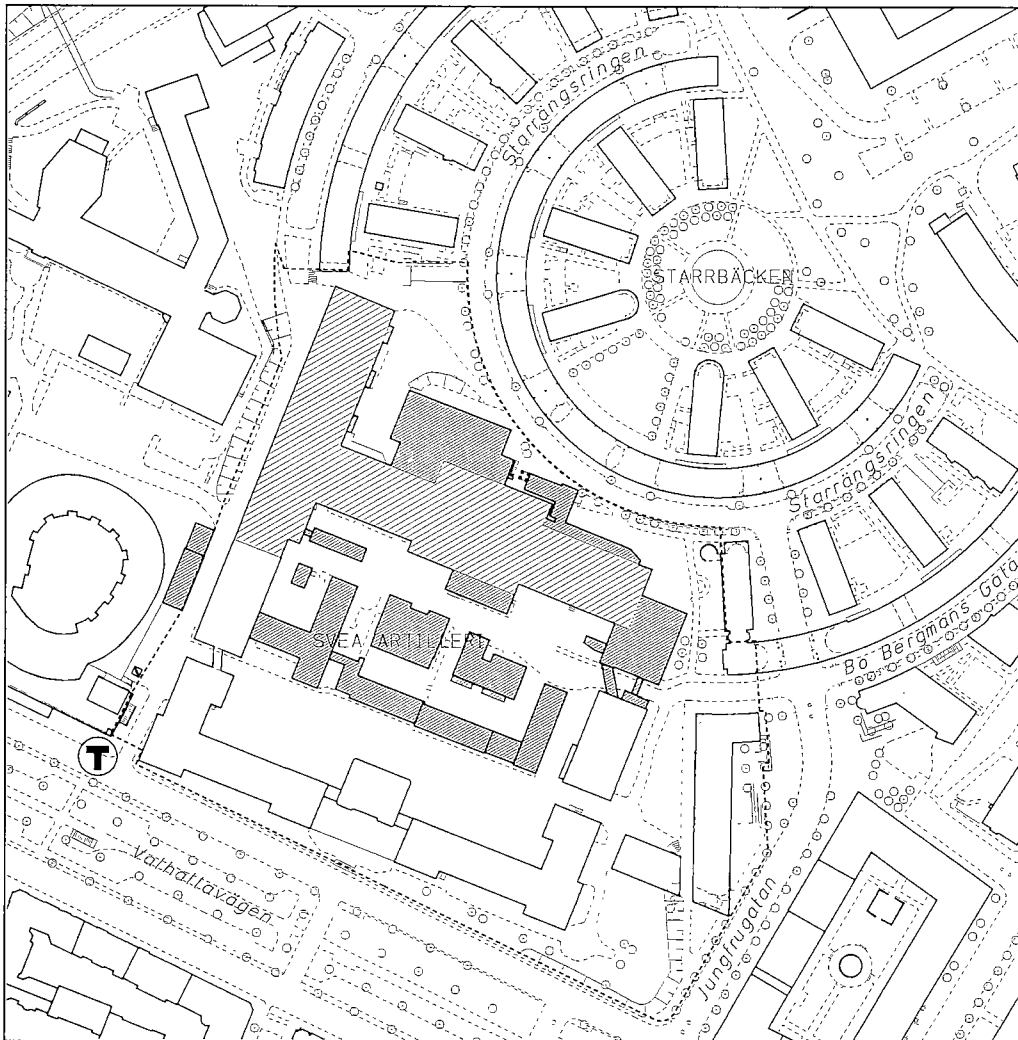 Starrängsringen
STARRBÄCKEN
Starrängsringen
Bo Bergmans Gata
SVEA ARTILLERI
T
Valhallavägen
Jungfrugatan